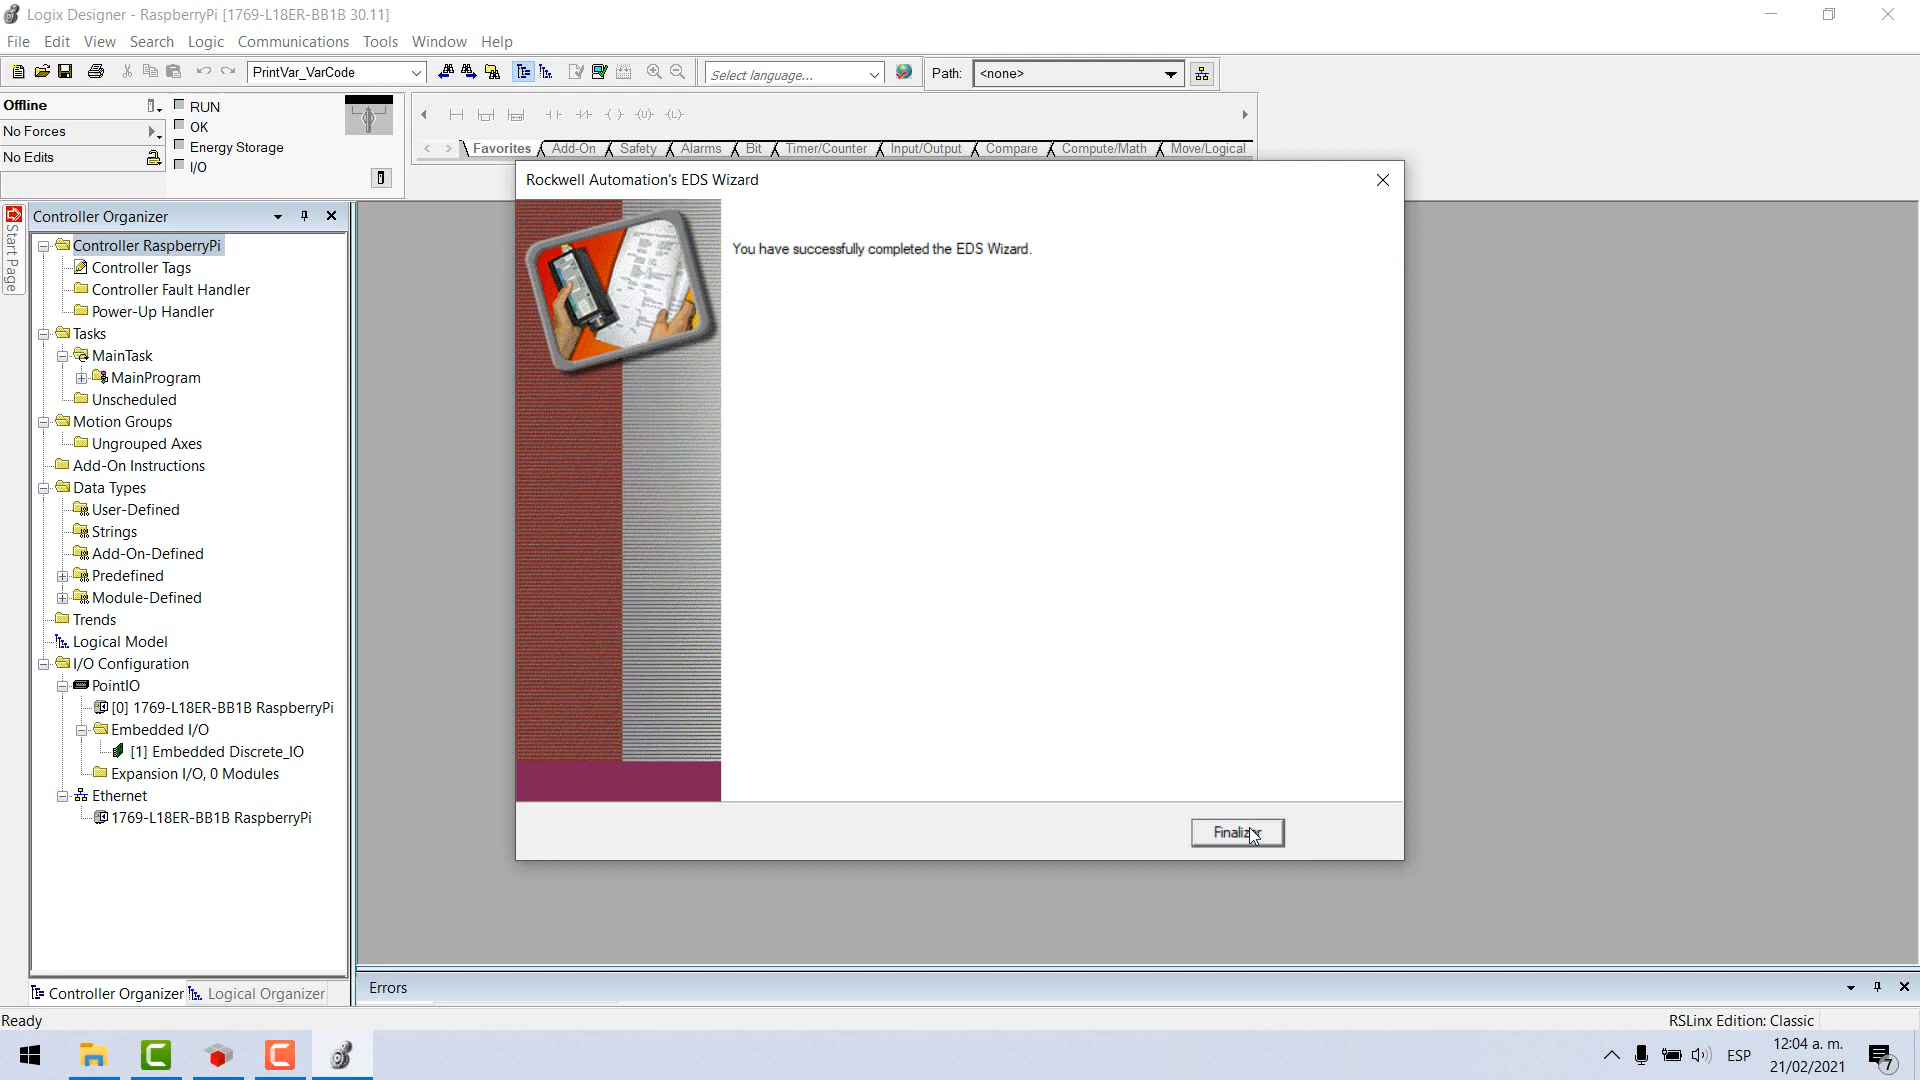 Logix Designer - RaspberryPi [1769-L18ER-BB1B 30.11]
File Edit View Search Logic Communications Tools Window Help
PrintVar_VarCode Select language... Path: <none>
Offline RUN
No Forces OK
Energy Storage
No Edits I/O
Favorites Add-On Safety Alarms Bit Timer/Counter Input/Output Compare Compute/Math Move/Logical
Start Page
Controller Organizer
Controller RaspberryPi
Controller Tags
Controller Fault Handler
Power-Up Handler
Tasks
MainTask
MainProgram
Unscheduled
Motion Groups
Ungrouped Axes
Add-On Instructions
Data Types
User-Defined
Strings
Add-On-Defined
Predefined
Module-Defined
Trends
Logical Model
I/O Configuration
PointIO
[0] 1769-L18ER-BB1B RaspberryPi
Embedded I/O
[1] Embedded Discrete_IO
Expansion I/O, 0 Modules
Ethernet
1769-L18ER-BB1B RaspberryPi
Controller Organizer Logical Organizer
Rockwell Automation's EDS Wizard
You have successfully completed the EDS Wizard.
Finalizar
Errors
Ready RSLinx Edition: Classic
ESP 12:04 a. m.
21/02/2021
7